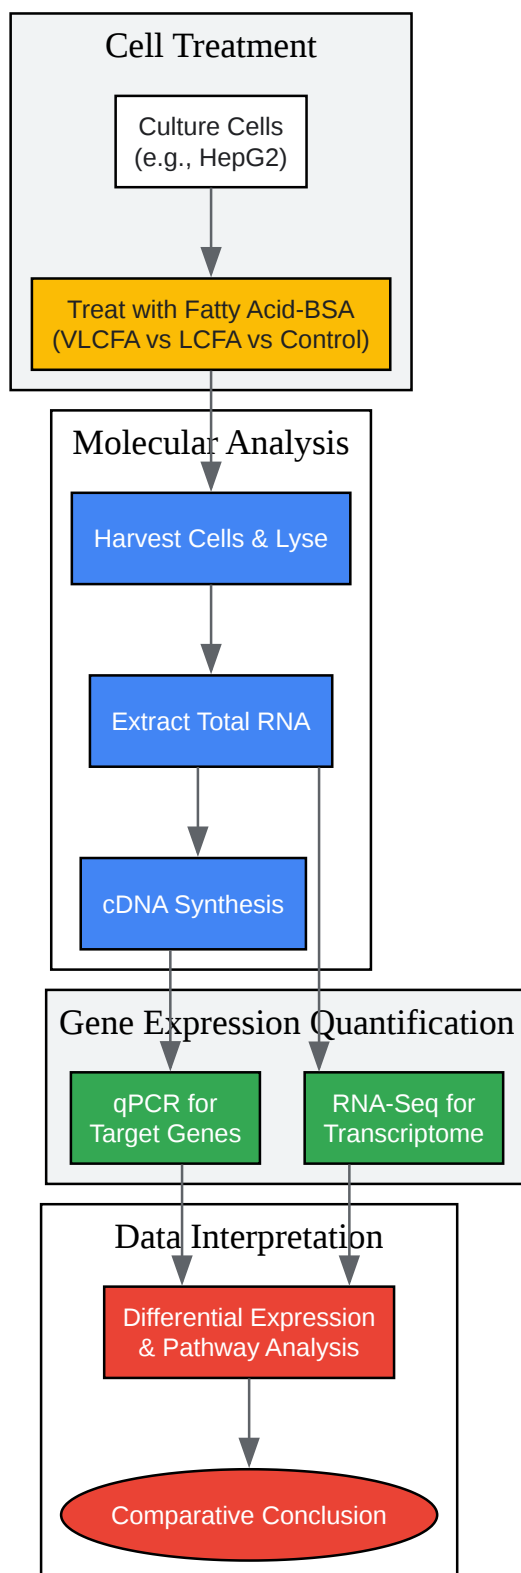 Cell Treatment
Culture Cells
(e.g., HepG2)
Treat with Fatty Acid-BSA
(VLCFA vs LCFA vs Control)
Molecular Analysis
Harvest Cells & Lyse
Extract Total RNA
cDNA Synthesis
Gene Expression Quantification
qPCR for
Target Genes
RNA-Seq for
Transcriptome
Data Interpretation
Differential Expression
& Pathway Analysis
Comparative Conclusion